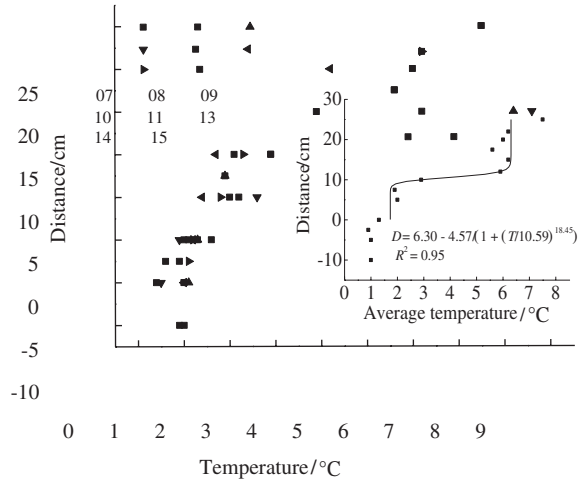 07 08 09
10 11 13
14 15
25
20
15
10
5
0
-5
-10
Distance/cm
0 1 2 3 4 5 6 7 8 9
Temperature/°C
30
20
10
0
-10
Distance/cm
D= 6.30 - 4.57/(1 + (T/10.59)^18.45)
R^2 = 0.95
0 1 2 3 4 5 6 7 8
Average temperature/°C